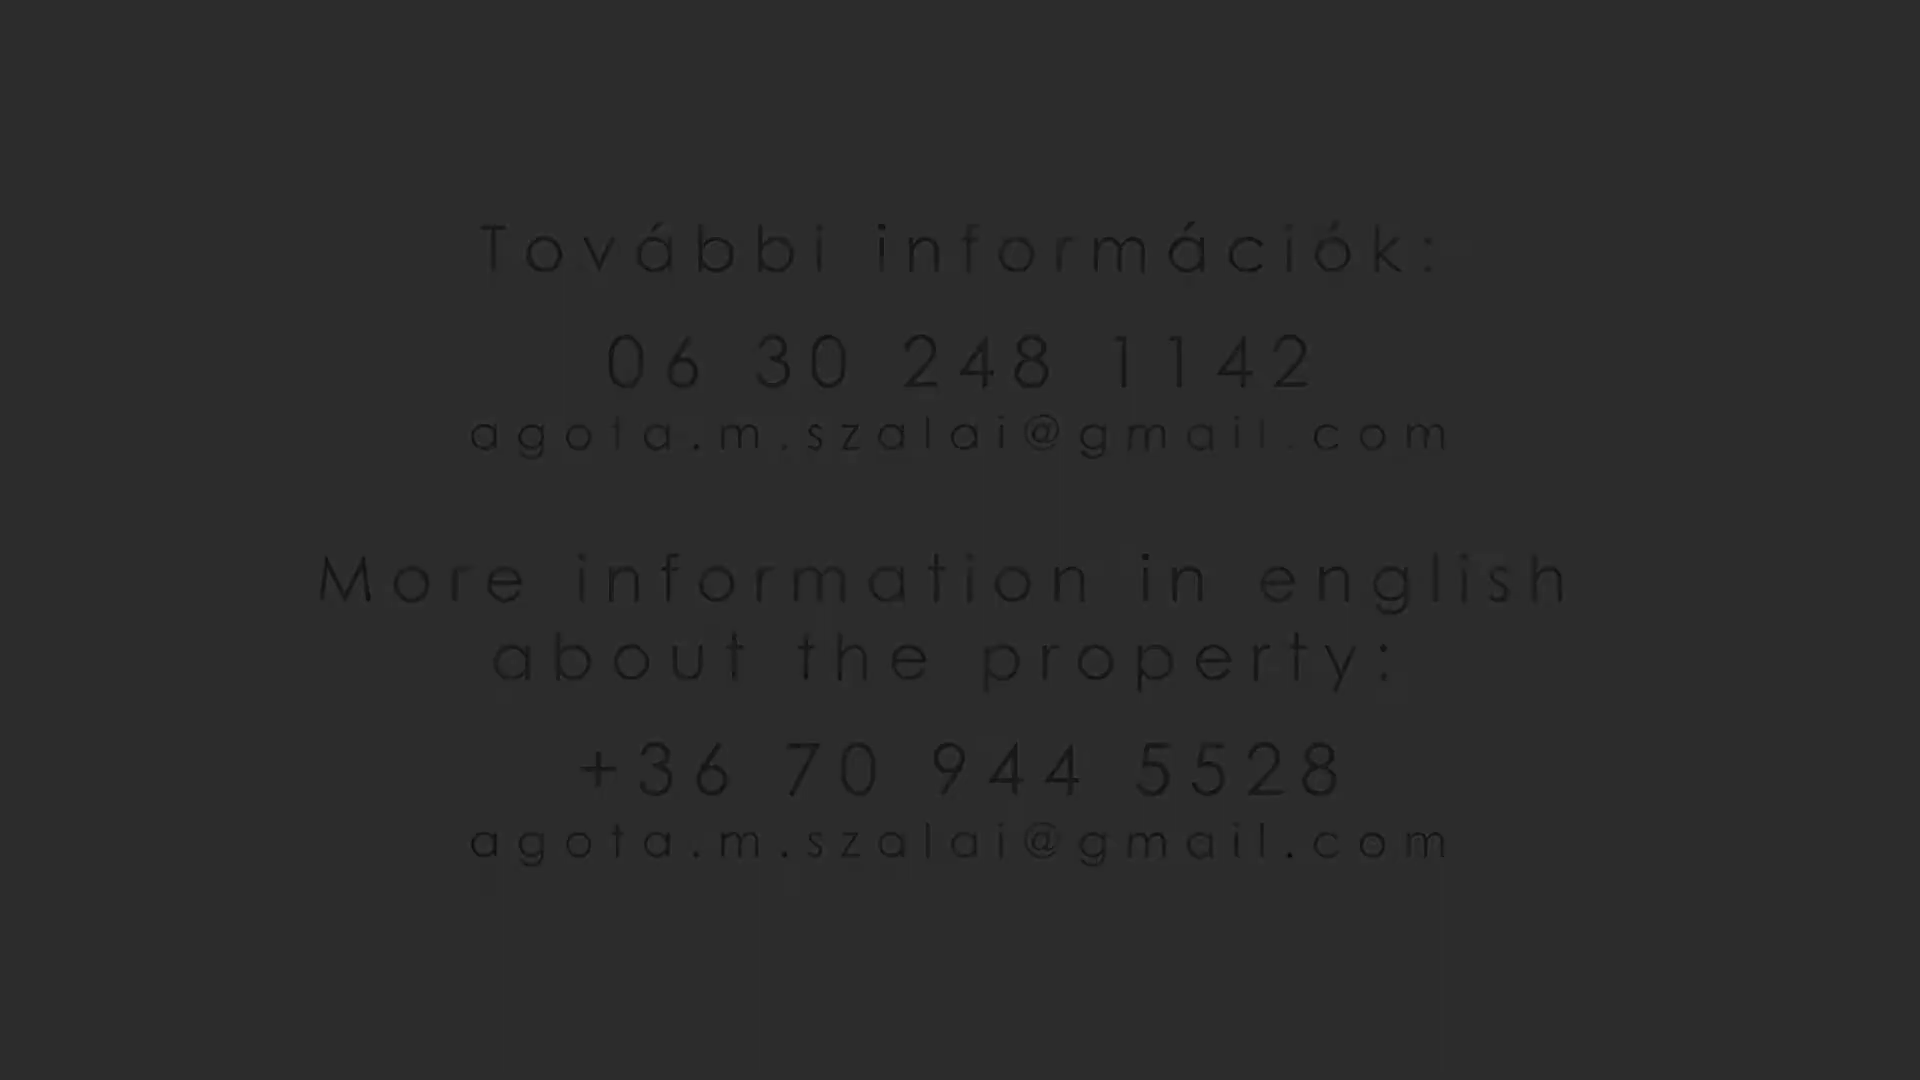 További információk:
06 30 248 1142
agota.m.szalai@gmail.com
More information in english
about the property:
+36 70 944 5528
agota.m.szalai@gmail.com